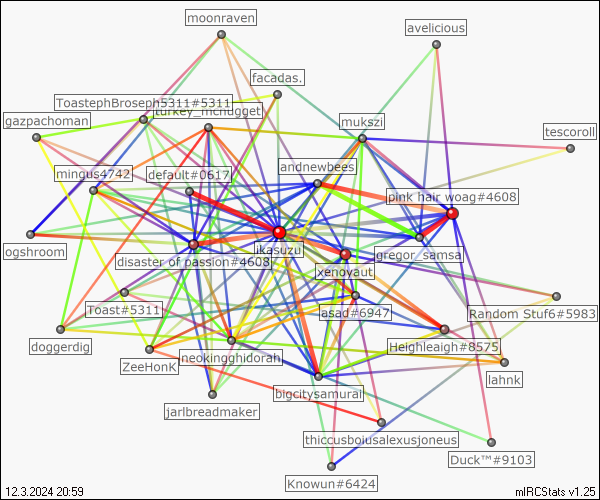 moonraven
avelicious
facadas.
ToastephBroseph5311#5311
turkey_mcnugget
gazpachoman
mukszi
tescoroll
andnewbees
mingus4742
default#0617
pink hair woag#4608
ogshroom
ikasuzu
gregor_samsa
disaster of passion#4608
xenovaut
Toast#5311
asad#6947
Random Stuf6#5983
doggerdig
ZeeHonk
neokingghidorah
Heighleaigh#8575
lahnk
bigcitysamurai
jarlbreadmaker
thiccusboiusalexusjoneus
Duck™#9103
Knowun#6424
12.3.2024 20:59
mIRCStats v1.25